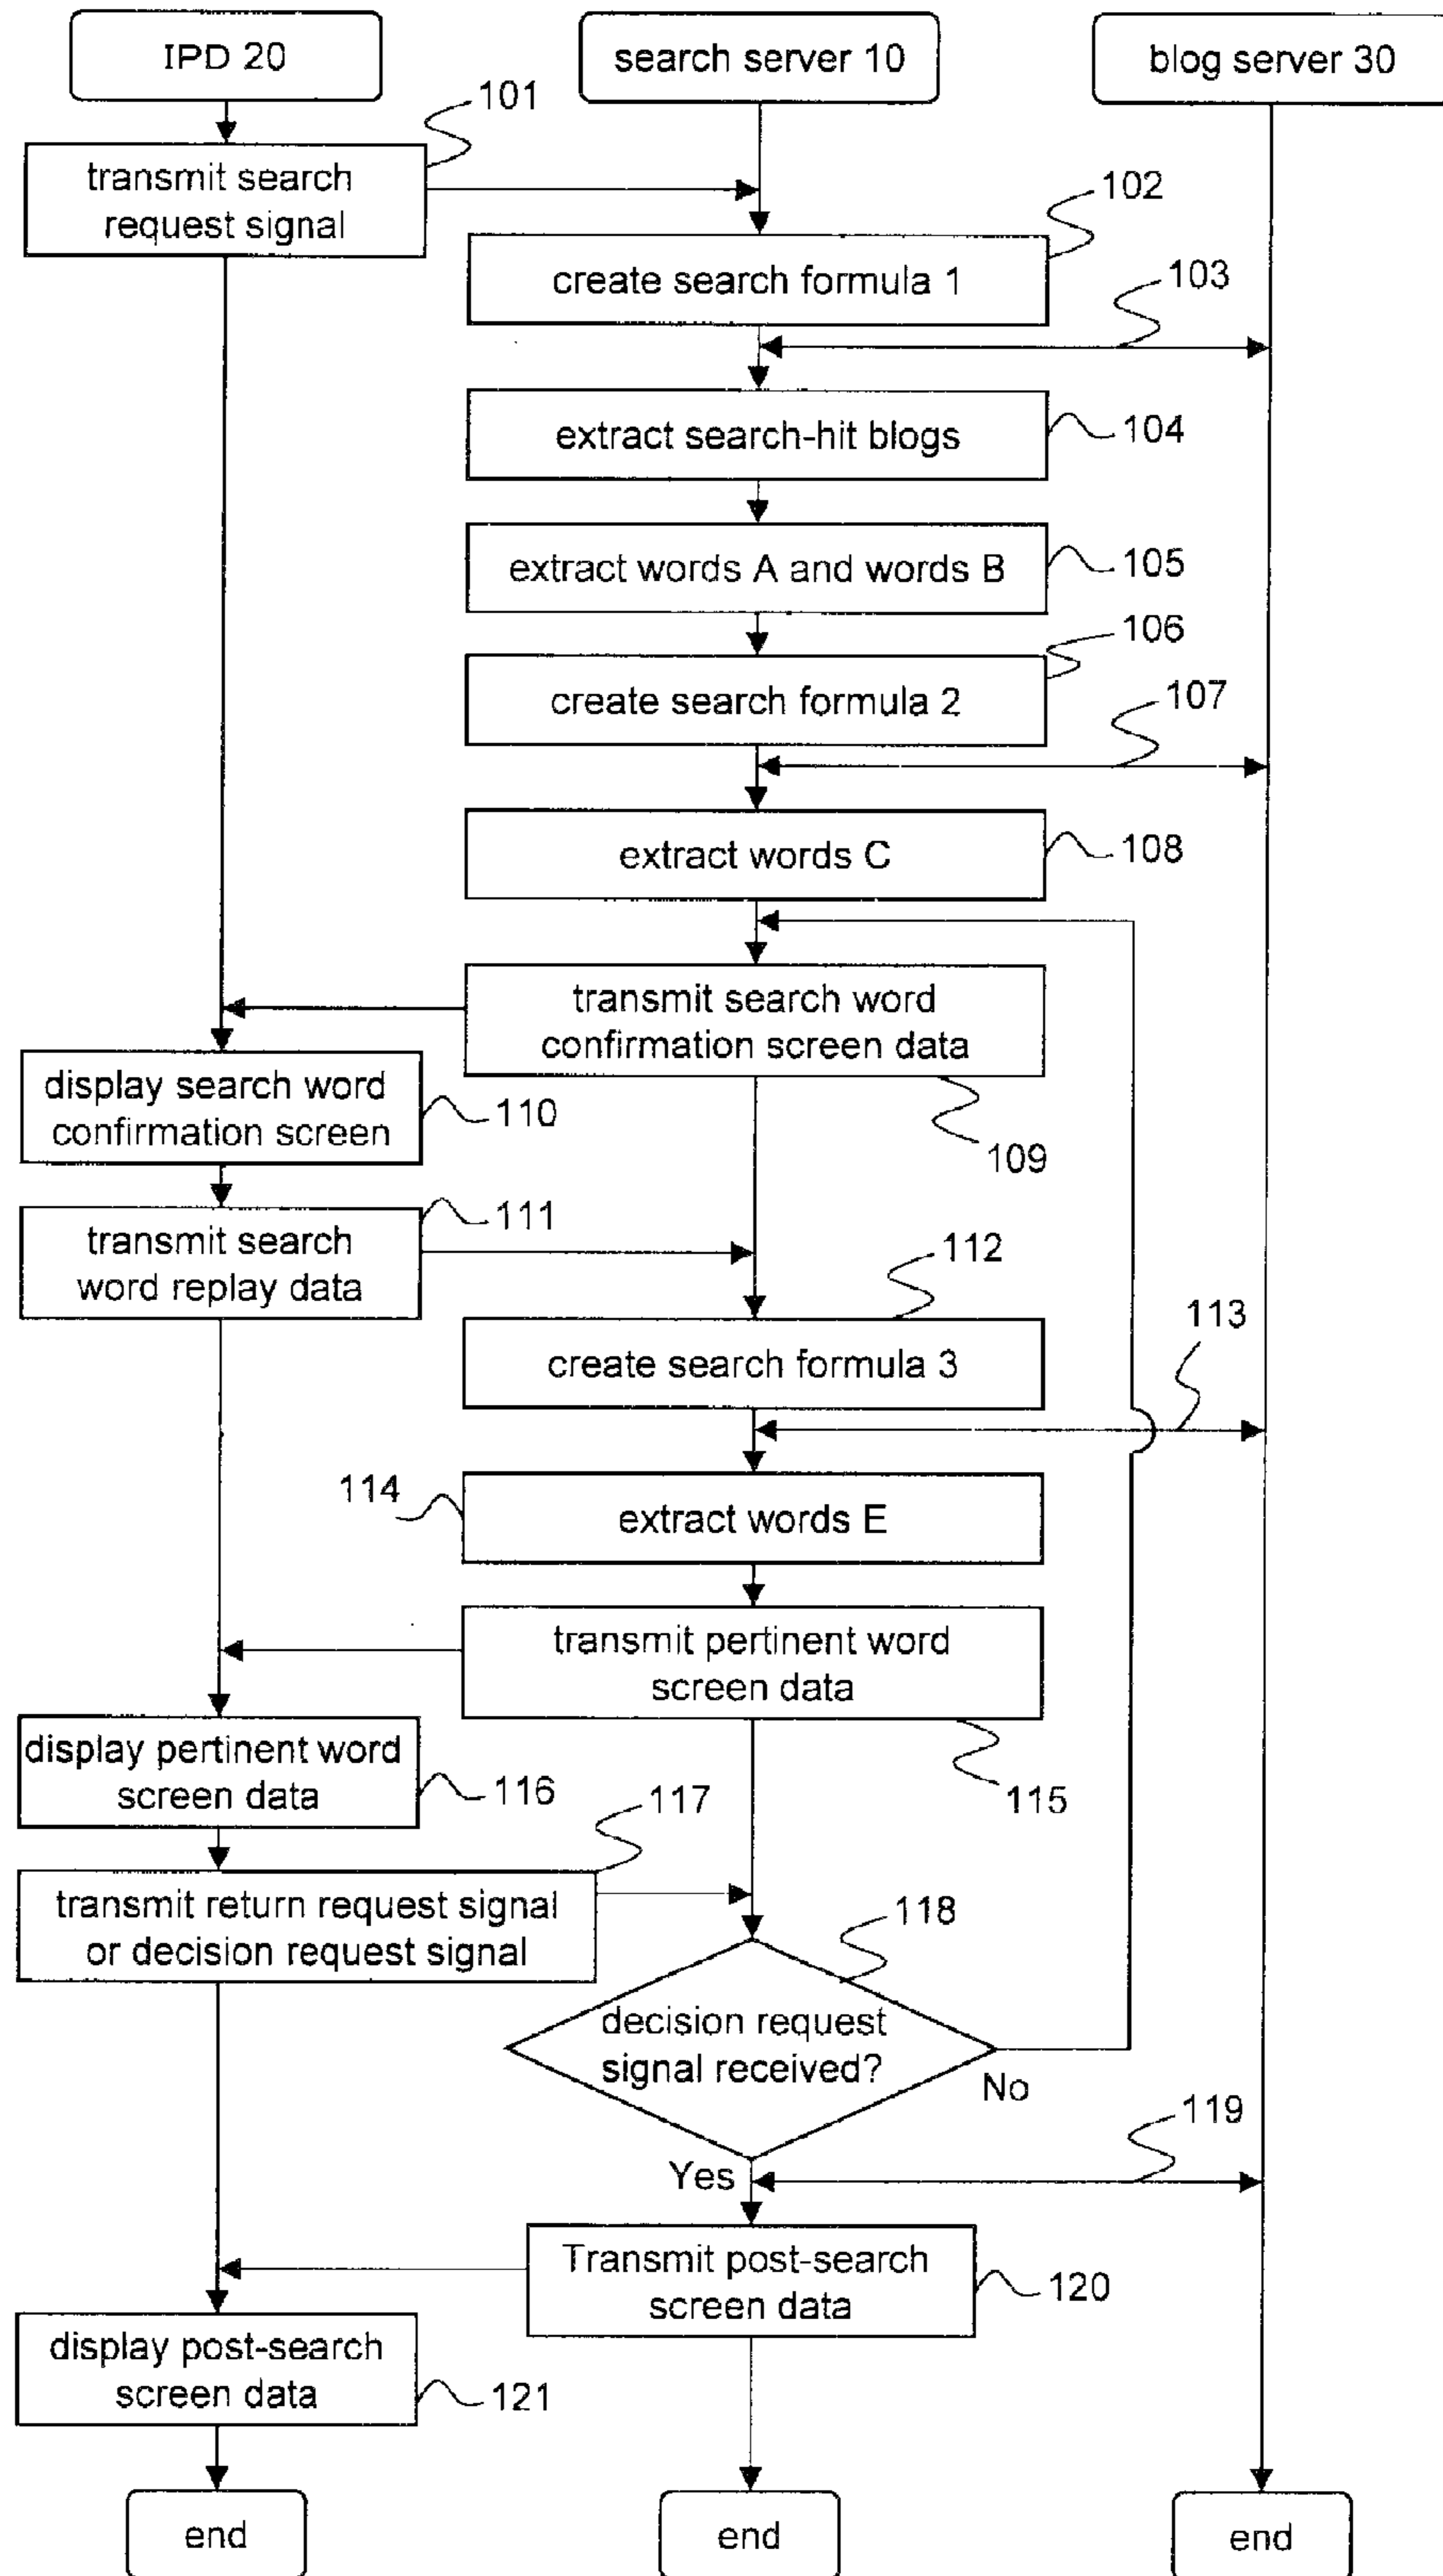 IPD 20
search server 10
blog server 30
101
transmit search
request signal
102
create search formula 1
103
extract search-hit blogs
104
extract words A and words B
105
106
create search formula 2
107
extract words C
108
transmit search word
confirmation screen data
109
display search word
confirmation screen
110
111
transmit search
word replay data
112
create search formula 3
113
114
extract words E
transmit pertinent word
screen data
115
display pertinent word
screen data
116
117
transmit return request signal
or decision request signal
118
decision request
signal received?
No
119
Yes
Transmit post-search
screen data
120
display post-search
screen data
121
end
end
end